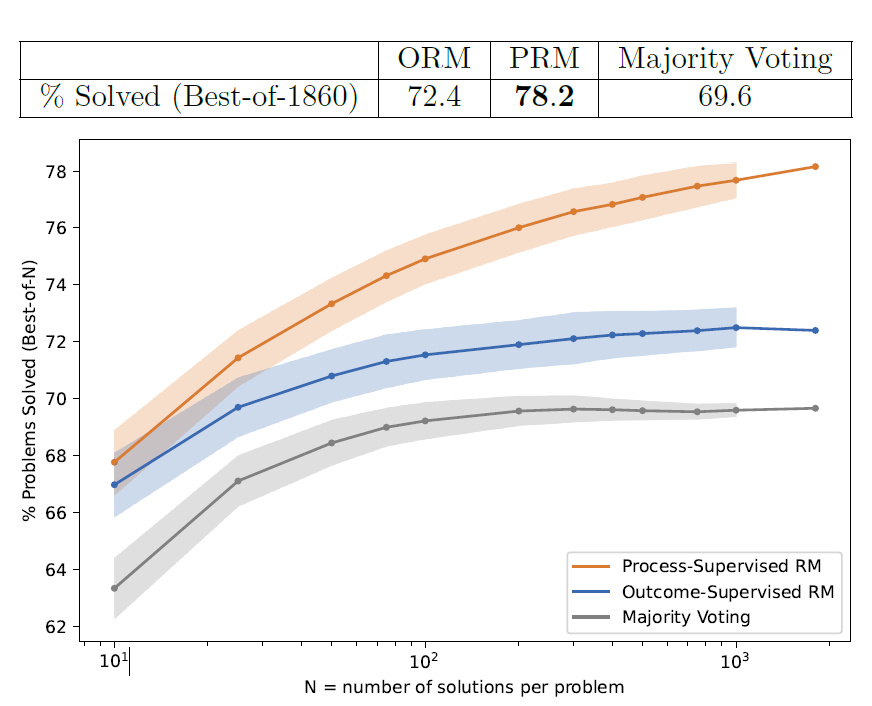 ORM PRM Majority Voting
% Solved (Best-of-1860) 72.4 78.2 69.6
% Problems Solved (Best-of-N)
78
76
74
72
70
68
66
64
62
Process-Supervised RM
Outcome-Supervised RM
Majority Voting
10¹ 10² 10³
N = number of solutions per problem